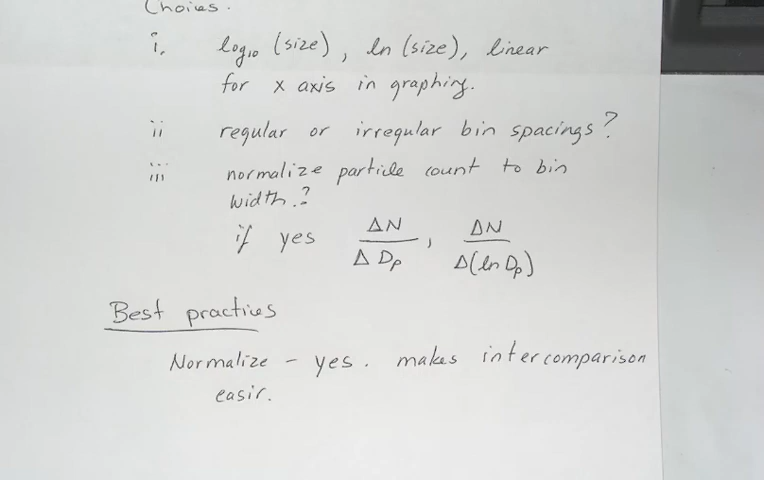 Choices.
i. log10 (size), ln (size), linear
for x axis in graphing.
ii regular or irregular bin spacings?
iii normalize particle count to bin
width.?
if yes ΔN/ΔDp, ΔN/Δ(ln Dp)
Best practices
Normalize - yes. makes intercomparison
easir.